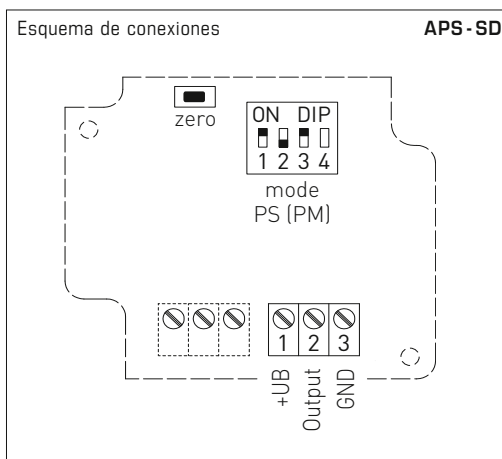 Esquema de conexiones APS-SD
zero
ON DIP
1 2 3 4
mode
PS (PM)
1 2 3
+UB
Output
GND